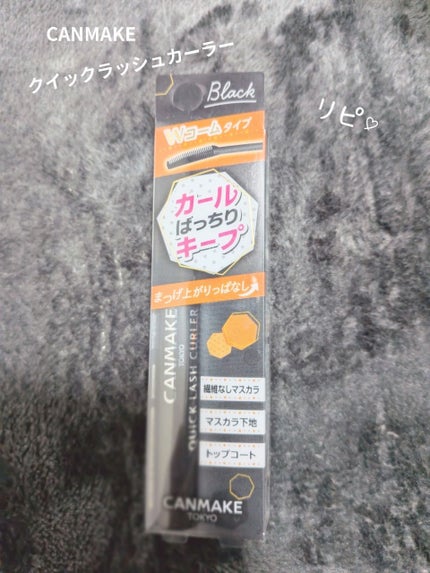 CANMAKE
クイックラッシュカーラー
リピ♡
Black
Wコームタイプ
カール
ぱっちり
キープ
まつげ上がりっぱなし
CANMAKE
TOKYO
QUICK LASH CURLER
繊維なしマスカラ
マスカラ下地
トップコート
CANMAKE
TOKYO